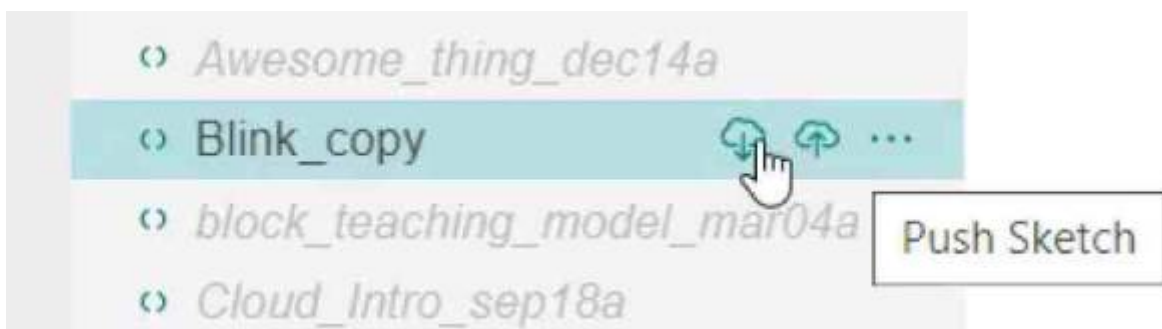 Awesome_thing_dec14a
Blink_copy
block_teaching_model_mar04a
Push Sketch
Cloud_Intro_sep18a